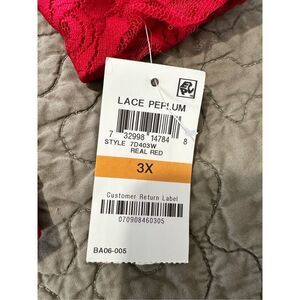 LACE PEPLUM
7 32998 14784 8
STYLE 7D403W
REAL RED
3X
Customer Return Label
070908460305
BA06-005